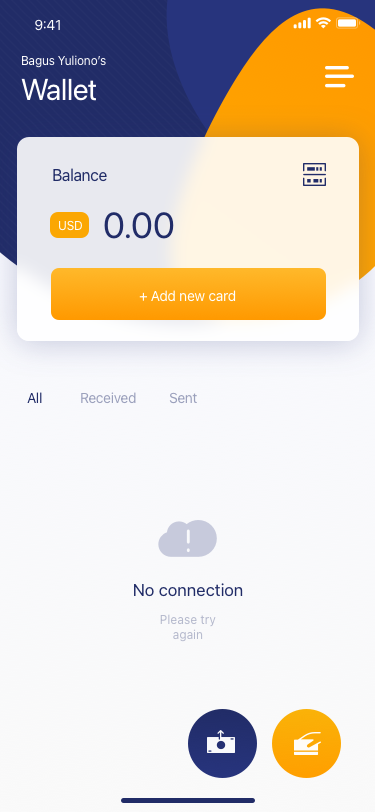 9:41
Bagus Yuliono’s
Wallet
Balance
USD 0.00
+ Add new card
All Received Sent
No connection
Please try
again